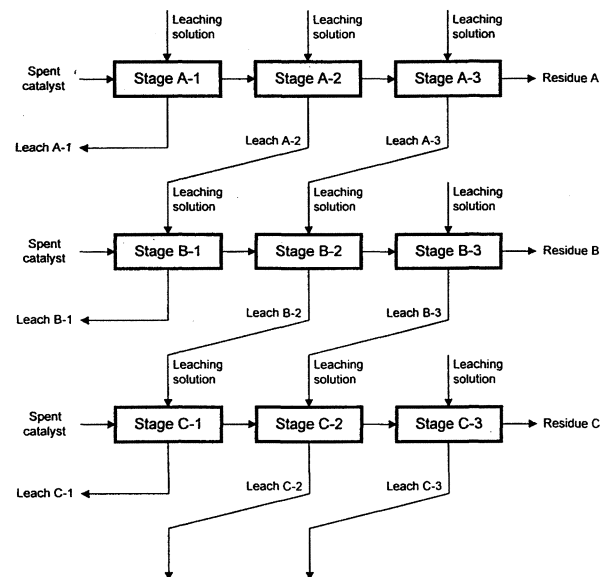 Leaching
solution
Leaching
solution
Leaching
solution
Spent
catalyst
Stage A-1
Stage A-2
Stage A-3
Residue A
Leach A-1
Leach A-2
Leach A-3
Leaching
solution
Leaching
solution
Leaching
solution
Spent
catalyst
Stage B-1
Stage B-2
Stage B-3
Residue B
Leach B-1
Leach B-2
Leach B-3
Leaching
solution
Leaching
solution
Leaching
solution
Spent
catalyst
Stage C-1
Stage C-2
Stage C-3
Residue C
Leach C-1
Leach C-2
Leach C-3